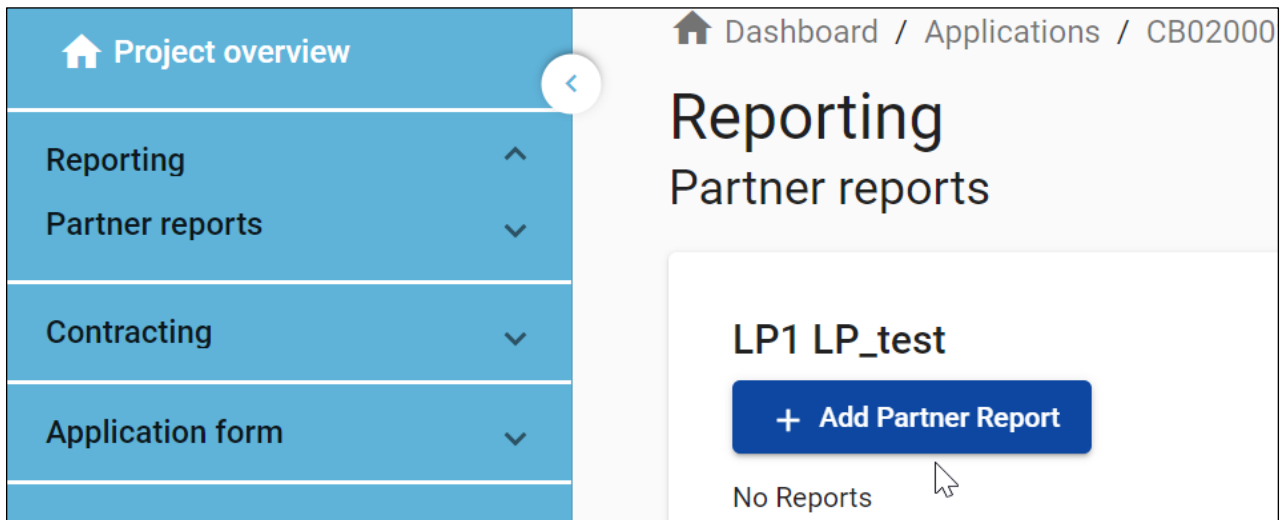 Project overview
Reporting
Partner reports
Contracting
Application form
Dashboard / Applications / CB02000
Reporting
Partner reports
LP1 LP_test
+ Add Partner Report
No Reports